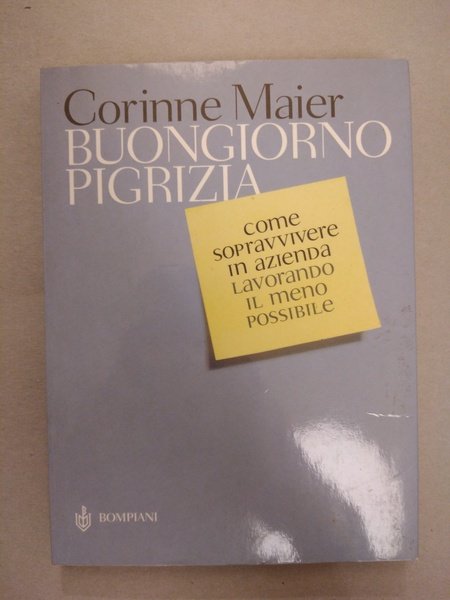 Corinne Maier
BUONGIORNO
PIGRIZIA
come
sopravvivere
in azienda
lavorando
il meno
possibile
BOMPIANI